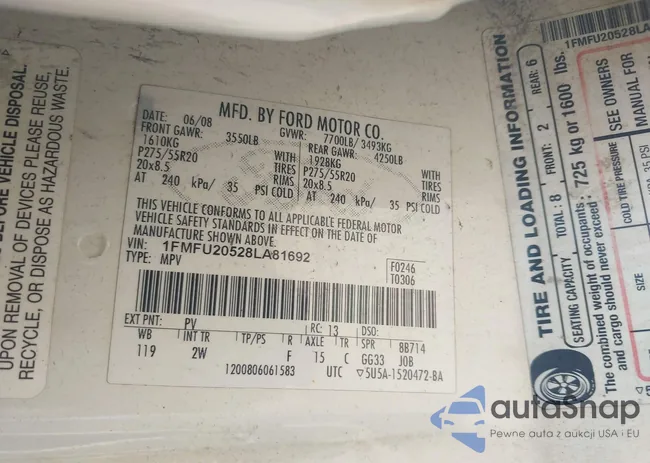 UPON REMOVAL OF DEVICES PLEASE REUSE,
RECYCLE, OR DISPOSE AS HAZARDOUS WASTE.
BEFORE VEHICLE DISPOSAL.
MFD. BY FORD MOTOR CO.
DATE: 06/08 GVWR: 7700LB/3493KG
FRONT GAWR: 3550LB REAR GAWR: 4250LB
1610KG WITH 1928KG WITH
P275/55R20 TIRES P275/55R20 TIRES
20x8.5 RIMS 20x8.5 RIMS
AT 240 kPa/ 35 PSI COLD AT 240 kPa/ 35 PSI COLD
THIS VEHICLE CONFORMS TO ALL APPLICABLE FEDERAL MOTOR
VEHICLE SAFETY STANDARDS IN EFFECT ON THE DATE OF
MANUFACTURE SHOWN ABOVE.
VIN: 1FMFU20528LA81692
TYPE: MPV
F0246
T0306
EXT PNT: PV RC: 13 DSO:
WB INT TR TP/PS R AXLE TR SPR BB714
119 2W F 15 C GG33 JOB
1200806061583 UTC ▽5U5A-1520472-BA
TIRE AND LOADING INFORMATION
SEATING CAPACITY TOTAL: 8 FRONT: 2 REAR: 6
The combined weight of occupants
and cargo should never exceed: 725 kg or 1600 lbs.
1FMFU20528LA
SEE OWNERS
MANUAL FOR
COLD TIRE PRESSURE
autaSnap
Pewne auta z aukcji USA i EU